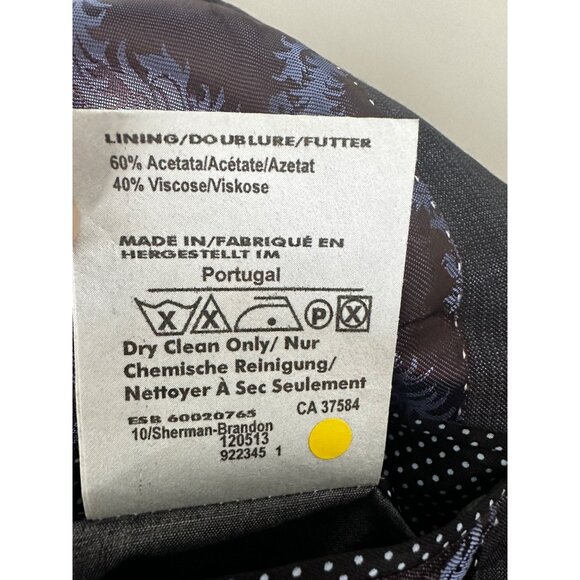 LINING/DOUBLURE/FUTTER
60% Acetata/Acétate/Azetat
40% Viscose/Viskose
MADE IN/FABRIQUÉ EN
HERGESTELLT IM
Portugal
X X P X
Dry Clean Only/ Nur
Chemische Reinigung/
Nettoyer À Sec Seulement
ESB 60020765 CA 37584
10/Sherman-Brandon
120513
922345 1